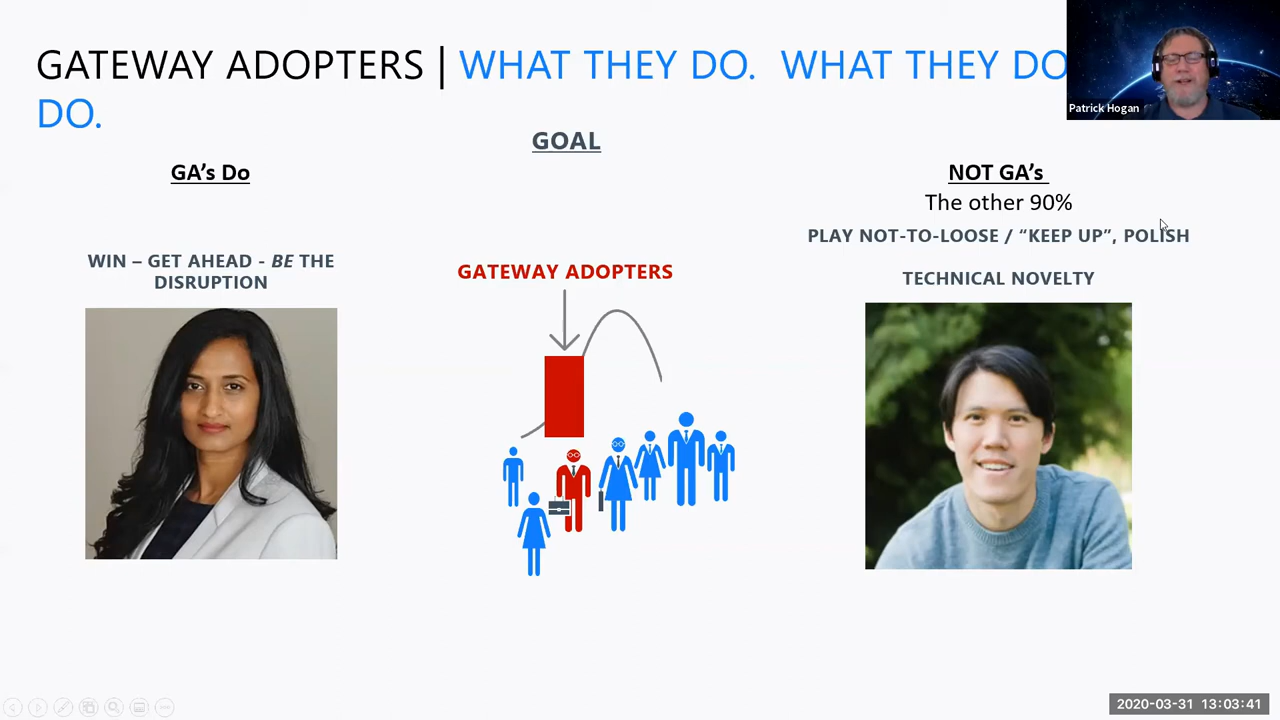 GATEWAY ADOPTERS | WHAT THEY DO. WHAT THEY DO
DO.
Patrick Hogan
GOAL
GA's Do
NOT GA's
The other 90%
PLAY NOT-TO-LOOSE / “KEEP UP”, POLISH
WIN – GET AHEAD - BE THE
DISRUPTION
GATEWAY ADOPTERS
TECHNICAL NOVELTY
2020-03-31 13:03:41